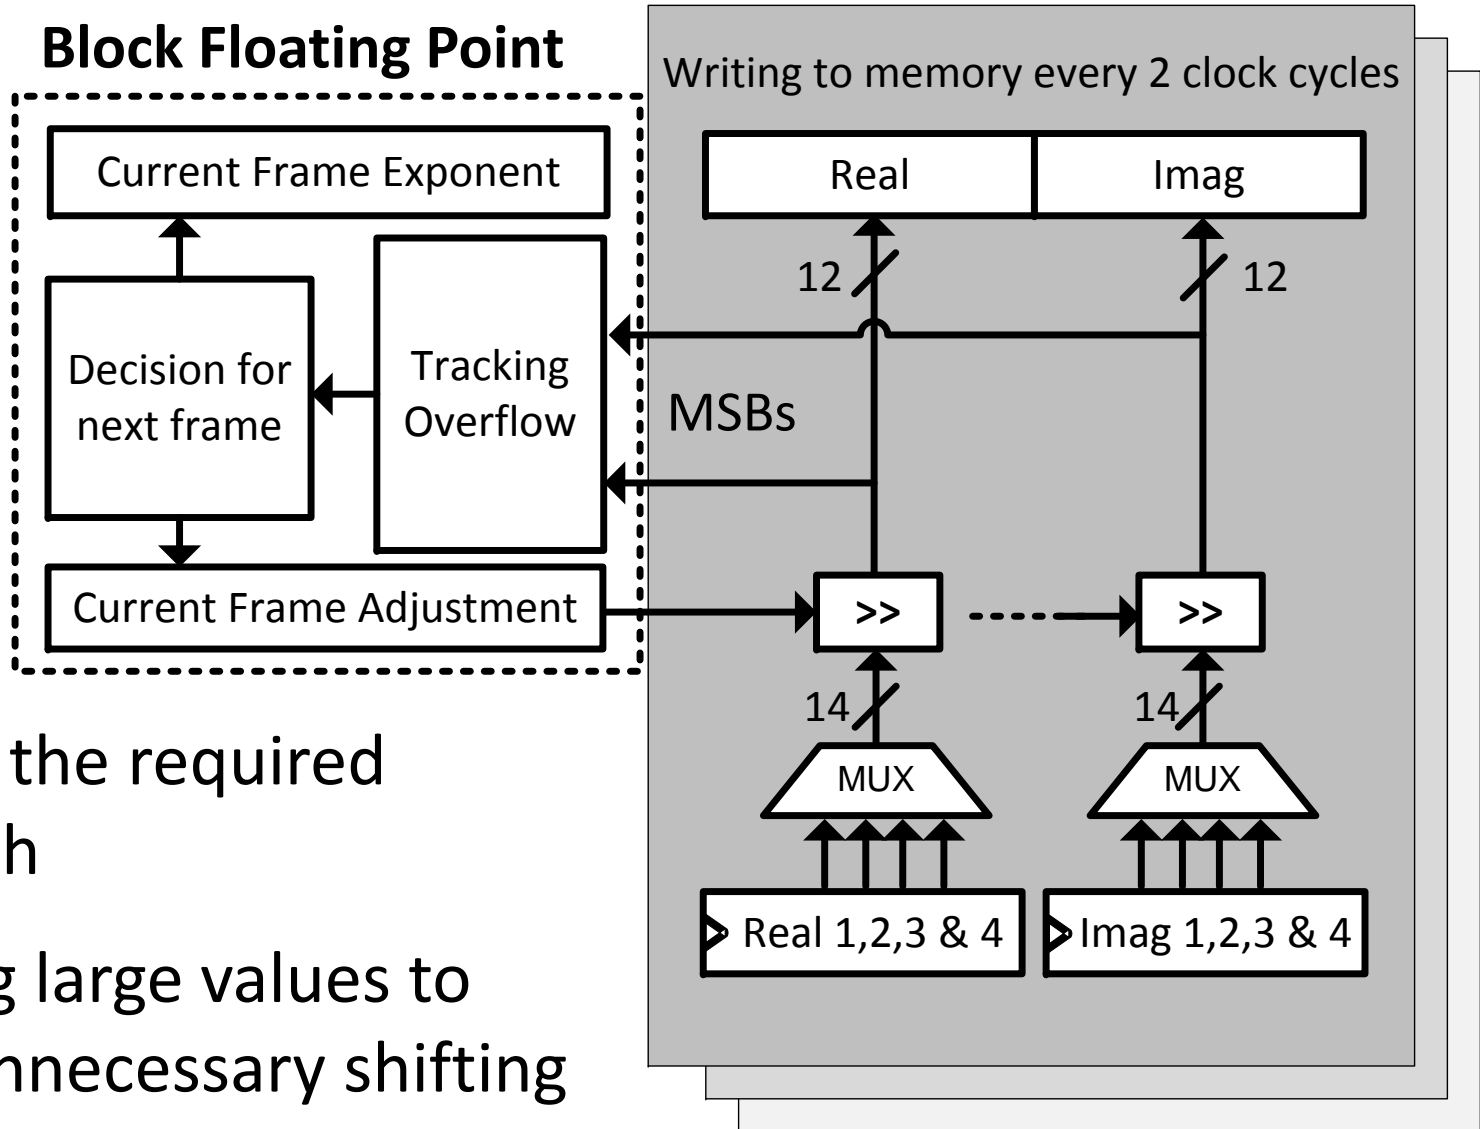 Block Floating Point
Current Frame Exponent
Decision for
next frame
Tracking
Overflow
Current Frame Adjustment
MSBs
Writing to memory every 2 clock cycles
Real
Imag
12
12
>>
>>
14
14
MUX
MUX
Real 1,2,3 & 4
Imag 1,2,3 & 4
the required
h
g large values to
nnecessary shifting